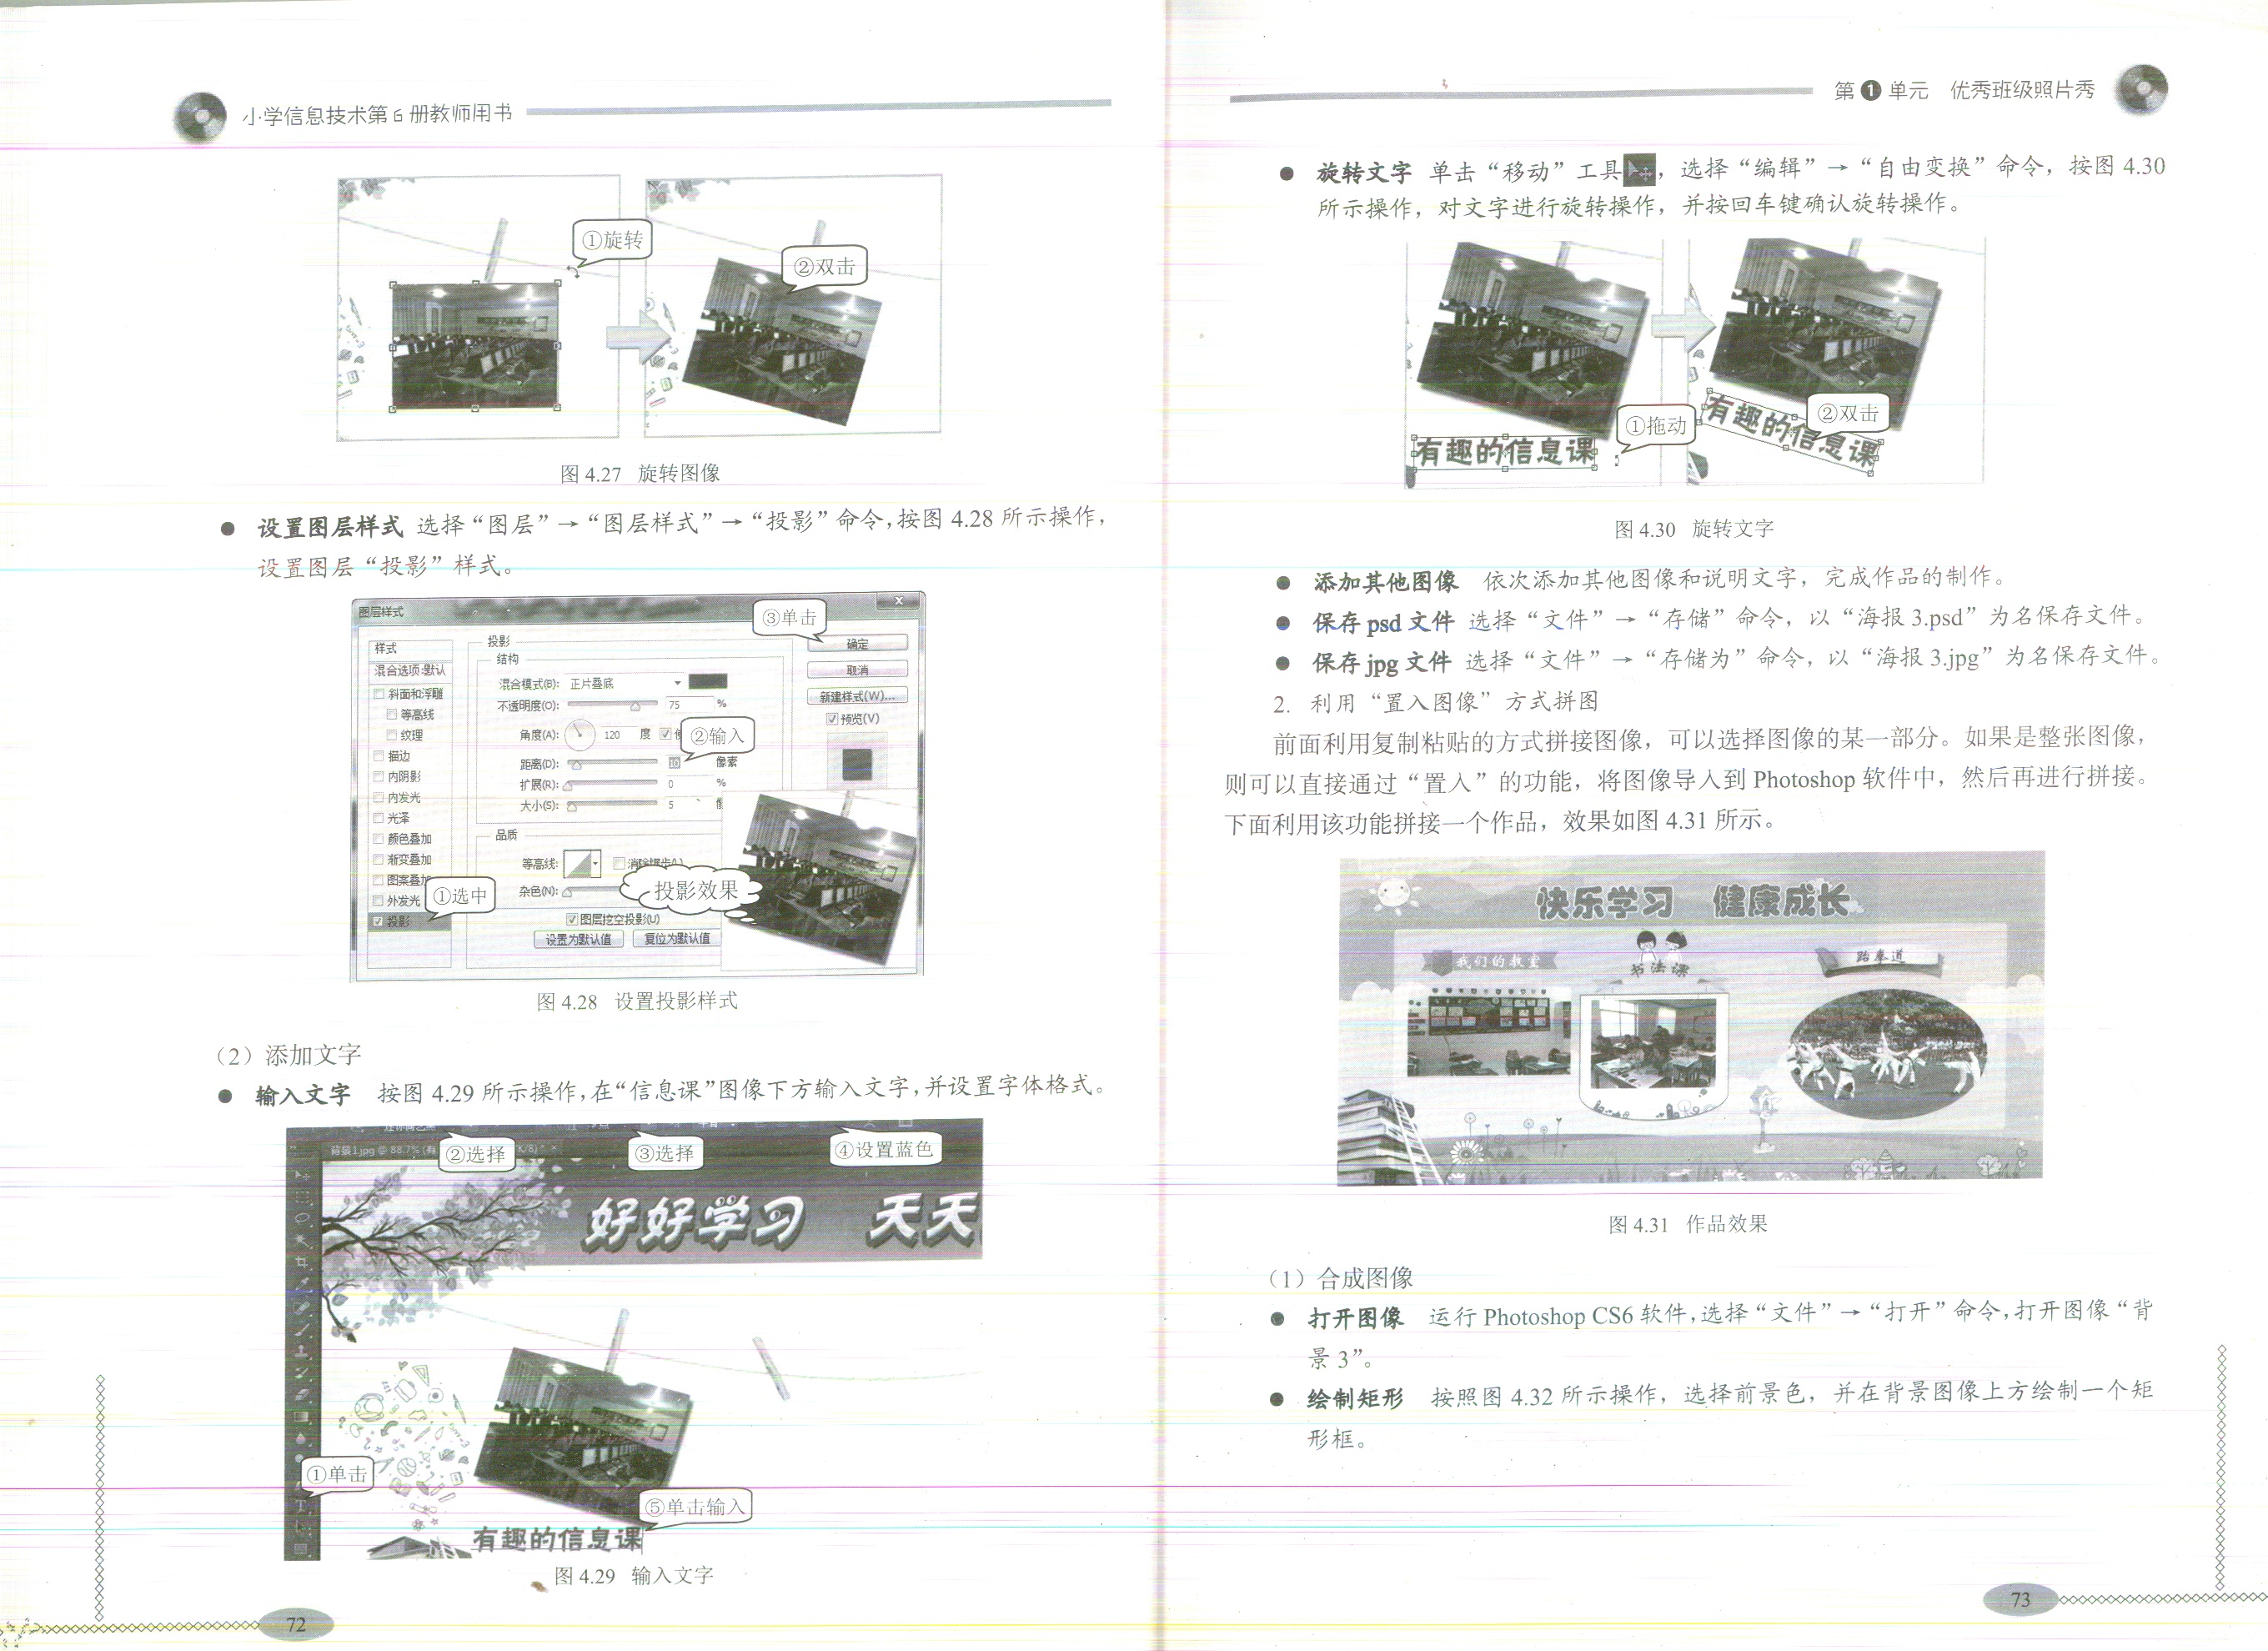 小学信息技术第6册教师用书
①旋转
②双击
图 4.27 旋转图像
● 设置图层样式 选择“图层”→“图层样式”→“投影”命令,按图 4.28 所示操作,
设置图层“投影”样式。
图层样式
③单击
样式
混合选项:默认
斜面和浮雕
等高线
纹理
描边
内阴影
内发光
光泽
颜色叠加
渐变叠加
图案叠加
外发光
投影
①选中
投影
结构
混合模式(B): 正片叠底
不透明度(O): 75 %
角度(A): 120 度
②输入
距离(D): 10 像素
扩展(R): 0 %
大小(S): 5
品质
等高线:
杂色(N):
投影效果
图层挖空投影(U)
设置为默认值 复位为默认值
确定
取消
新建样式(W)...
预览(V)
图 4.28 设置投影样式
(2)添加文字
● 输入文字 按图 4.29 所示操作,在“信息课”图像下方输入文字,并设置字体格式。
②选择
③选择
④设置蓝色
背景1.jpg @ 88.7%
好好学习 天天
①单击
⑤单击输入
有趣的信息课
图 4.29 输入文字
72
第1单元 优秀班级照片秀
● 旋转文字 单击“移动”工具,选择“编辑”→“自由变换”命令,按图 4.30
所示操作,对文字进行旋转操作,并按回车键确认旋转操作。
①拖动
有趣的信息课
②双击
有趣的信息课
图 4.30 旋转文字
● 添加其他图像 依次添加其他图像和说明文字,完成作品的制作。
● 保存 psd 文件 选择“文件”→“存储”命令,以“海报 3.psd”为名保存文件。
● 保存 jpg 文件 选择“文件”→“存储为”命令,以“海报 3.jpg”为名保存文件。
2. 利用“置入图像”方式拼图
前面利用复制粘贴的方式拼接图像,可以选择图像的某一部分。如果是整张图像,
则可以直接通过“置入”的功能,将图像导入到 Photoshop 软件中,然后再进行拼接。
下面利用该功能拼接一个作品,效果如图 4.31 所示。
快乐学习 健康成长
我们的教室
书法课
跆拳道
图 4.31 作品效果
(1)合成图像
● 打开图像 运行 Photoshop CS6 软件,选择“文件”→“打开”命令,打开图像“背
景 3”。
● 绘制矩形 按照图 4.32 所示操作,选择前景色,并在背景图像上方绘制一个矩
形框。
73